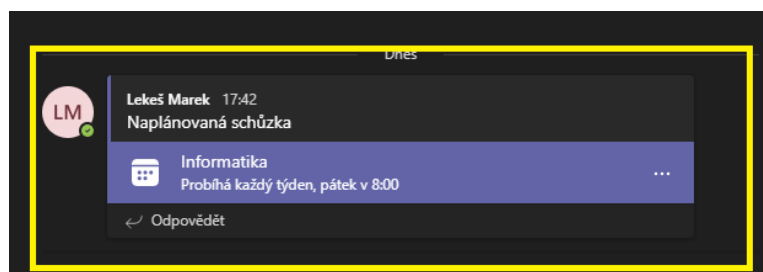 Dnes
LM
Lekeš Marek 17:42
Naplánovaná schůzka
Informatika
Probíhá každý týden, pátek v 8:00
Odpovědět